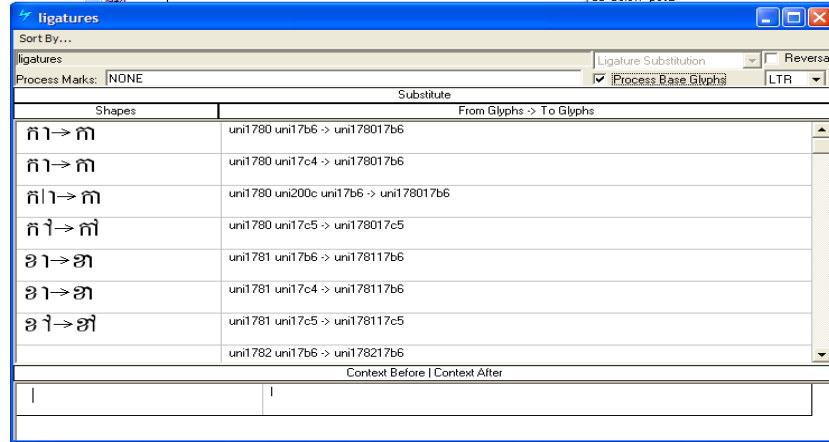 ligatures
Sort By...
ligatures Ligature Substitution Reversa
Process Marks: NONE Process Base Glyphs LTR
Substitute
Shapes From Glyphs -> To Glyphs
ក ា→ កា uni1780 uni17b6 -> uni178017b6
ក ា→ កា uni1780 uni17c4 -> uni178017b6
ក| ា→ កា uni1780 uni200c uni17b6 -> uni178017b6
ក ៅ→ កៅ uni1780 uni17c5 -> uni178017c5
ខ ា→ ខា uni1781 uni17b6 -> uni178117b6
ខ ា→ ខា uni1781 uni17c4 -> uni178117b6
uni1781 uni17c5 -> uni178117c5
uni1782 uni17b6 -> uni178217b6
Context Before | Context After